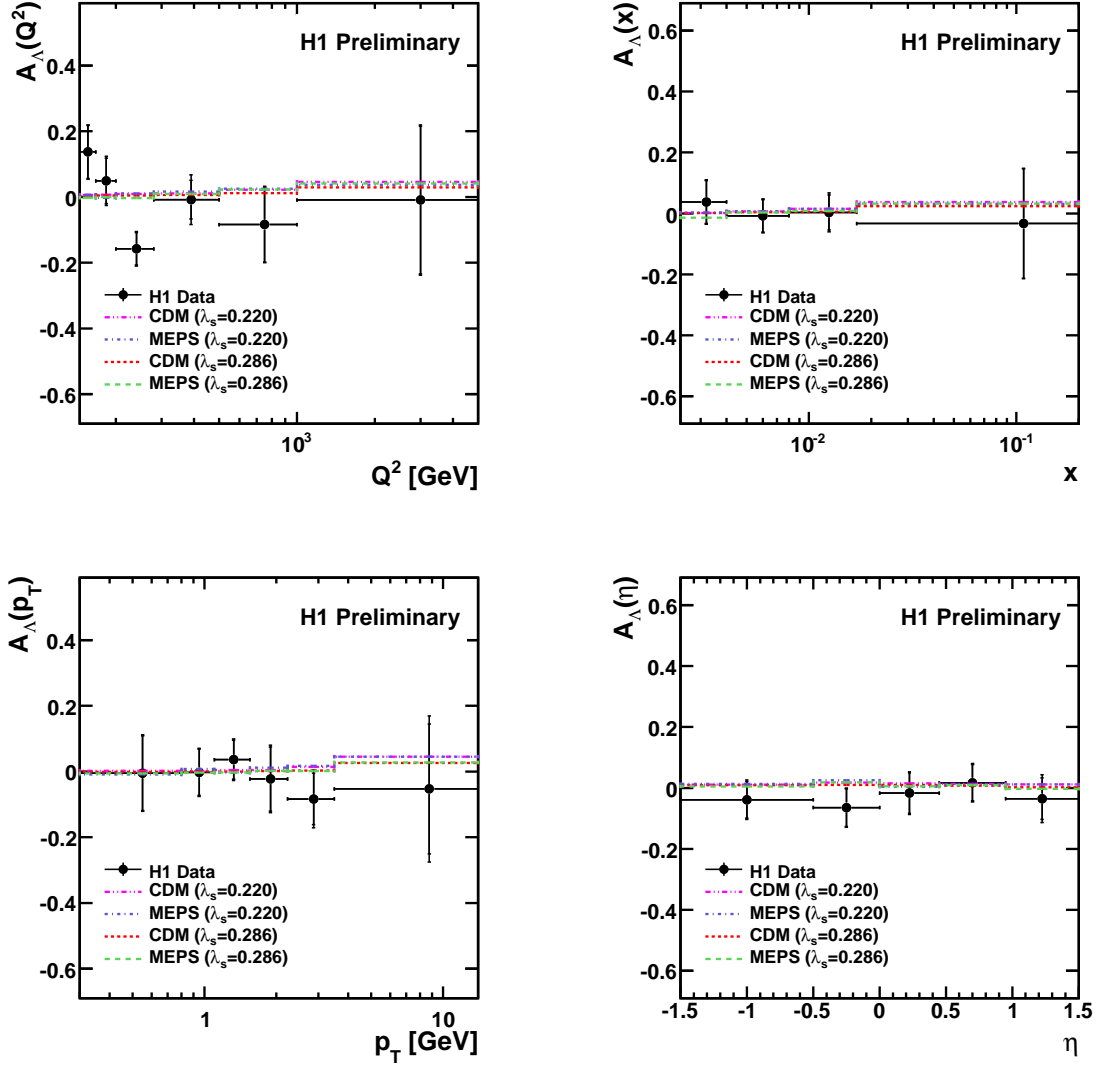 A_Λ(Q²)
H1 Preliminary
0.4
0.2
0
-0.2
-0.4
-0.6
H1 Data
CDM (λ_s=0.220)
MEPS (λ_s=0.220)
CDM (λ_s=0.286)
MEPS (λ_s=0.286)
10³
Q² [GeV]
A_Λ(x)
H1 Preliminary
0.6
0.4
0.2
0
-0.2
-0.4
-0.6
H1 Data
CDM (λ_s=0.220)
MEPS (λ_s=0.220)
CDM (λ_s=0.286)
MEPS (λ_s=0.286)
10⁻² 10⁻¹
x
A_Λ(p_T)
H1 Preliminary
0.4
0.2
0
-0.2
-0.4
-0.6
H1 Data
CDM (λ_s=0.220)
MEPS (λ_s=0.220)
CDM (λ_s=0.286)
MEPS (λ_s=0.286)
1 10
p_T [GeV]
A_Λ(η)
H1 Preliminary
0.6
0.4
0.2
0
-0.2
-0.4
-0.6
H1 Data
CDM (λ_s=0.220)
MEPS (λ_s=0.220)
CDM (λ_s=0.286)
MEPS (λ_s=0.286)
-1.5 -1 -0.5 0 0.5 1 1.5
η